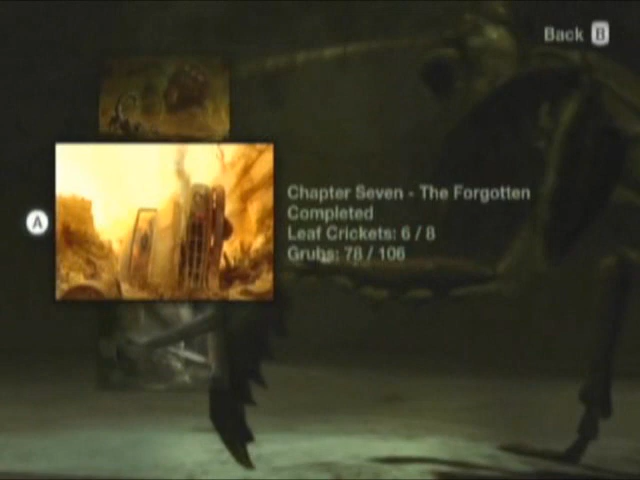 Back B
A
Chapter Seven - The Forgotten
Completed
Leaf Crickets: 6 / 8
Grubs: 78 / 106